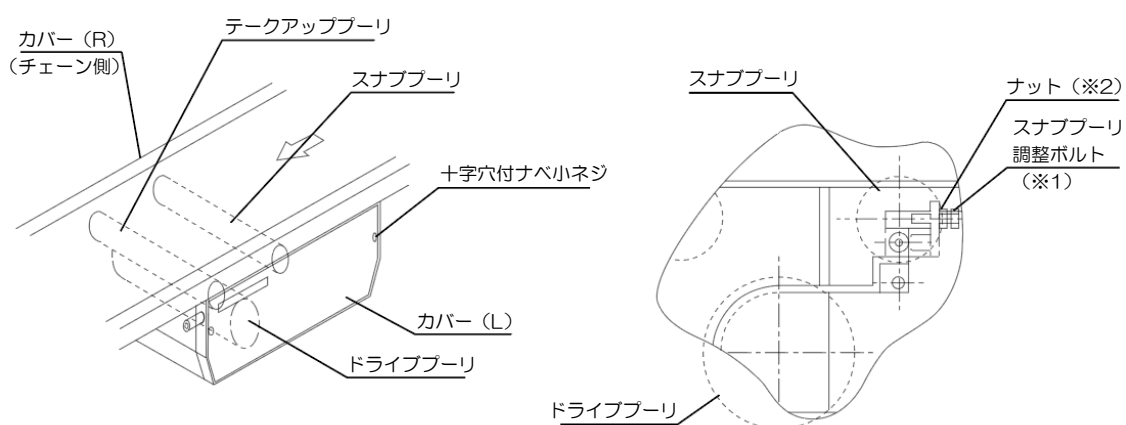 テークアッププーリ
カバー（R）
（チェーン側）
スナブプーリ
十字穴付ナベ小ネジ
カバー（L）
ドライブプーリ
スナブプーリ
ナット（※2）
スナブプーリ
調整ボルト
（※1）
ドライブプーリ